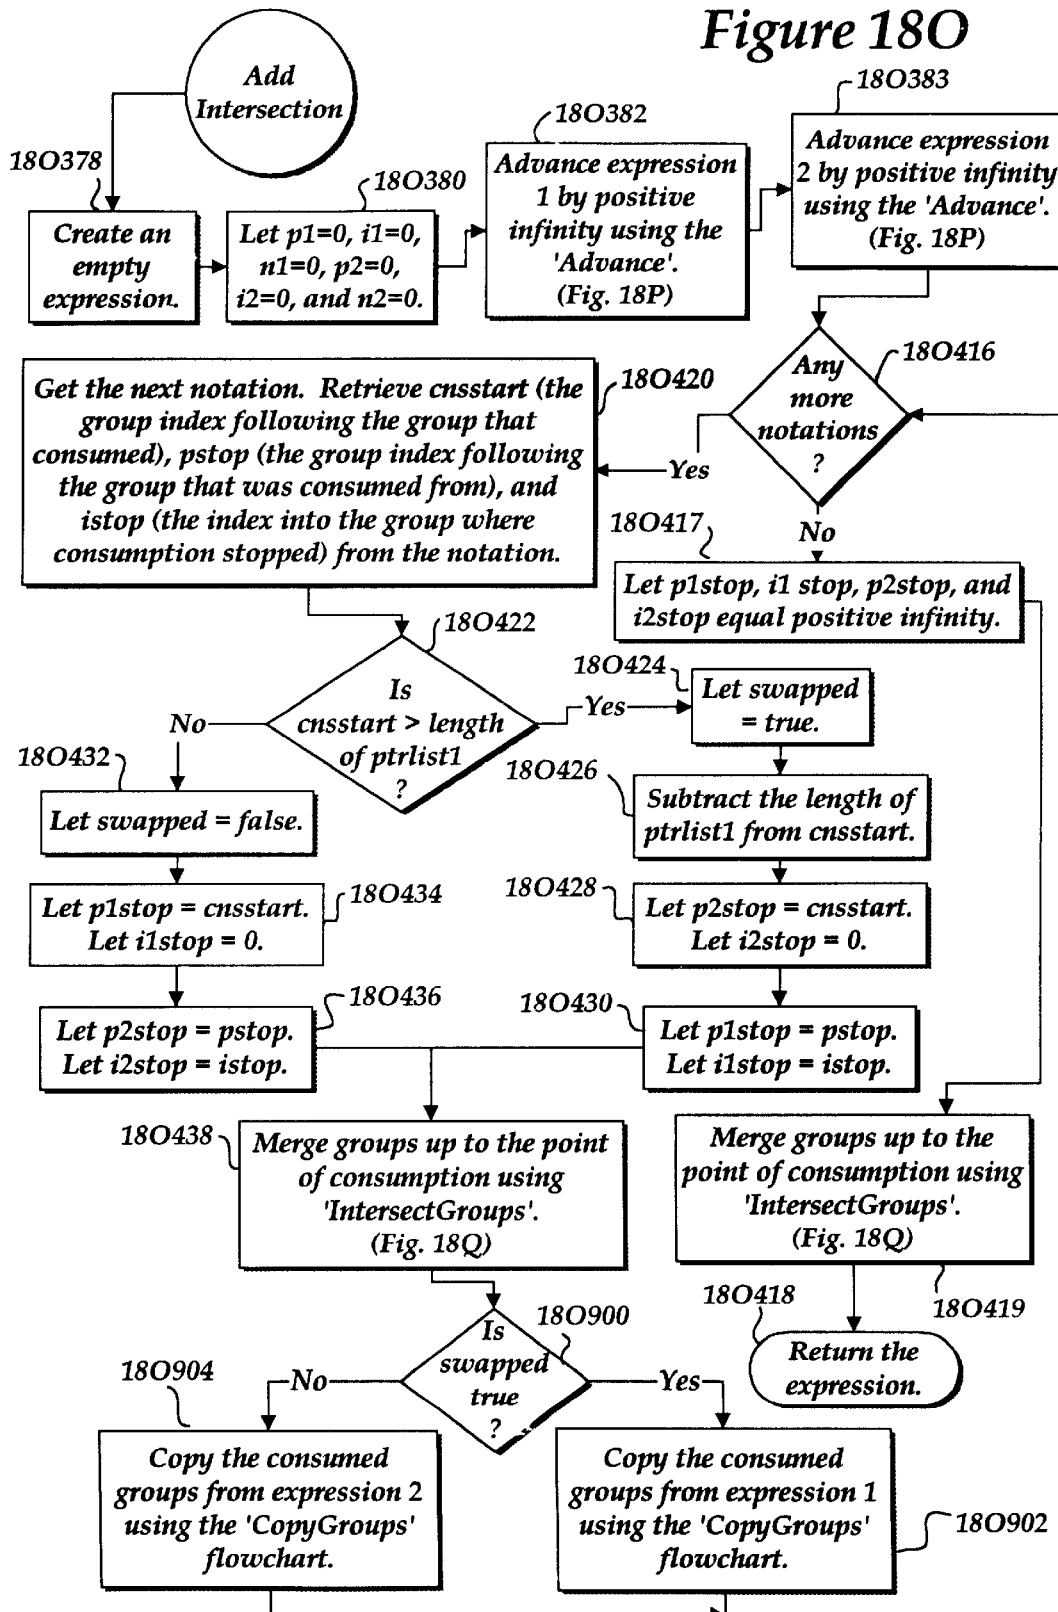 Figure 18O
Add
Intersection
18O378
Create an
empty
expression.
18O380
Let p1=0, i1=0,
n1=0, p2=0,
i2=0, and n2=0.
18O382
Advance expression
1 by positive
infinity using the
'Advance'.
(Fig. 18P)
18O383
Advance expression
2 by positive infinity
using the 'Advance'.
(Fig. 18P)
18O416
Any
more
notations
?
Yes
No
18O420
Get the next notation. Retrieve cnsstart (the
group index following the group that
consumed), pstop (the group index following
the group that was consumed from), and
istop (the index into the group where
consumption stopped) from the notation.
18O417
Let p1stop, i1 stop, p2stop, and
i2stop equal positive infinity.
18O422
Is
cnsstart > length
of ptrlist1
?
No
Yes
18O424
Let swapped
= true.
18O432
Let swapped = false.
18O426
Subtract the length of
ptrlist1 from cnsstart.
18O434
Let p1stop = cnsstart.
Let i1stop = 0.
18O428
Let p2stop = cnsstart.
Let i2stop = 0.
18O436
Let p2stop = pstop.
Let i2stop = istop.
18O430
Let p1stop = pstop.
Let i1stop = istop.
18O438
Merge groups up to the point
of consumption using
'IntersectGroups'.
(Fig. 18Q)
Merge groups up to the
point of consumption using
'IntersectGroups'.
(Fig. 18Q)
18O419
18O418
Return the
expression.
18O900
Is
swapped
true
?
No
Yes
18O904
Copy the consumed
groups from expression 2
using the 'CopyGroups'
flowchart.
Copy the consumed
groups from expression 1
using the 'CopyGroups'
flowchart.
18O902